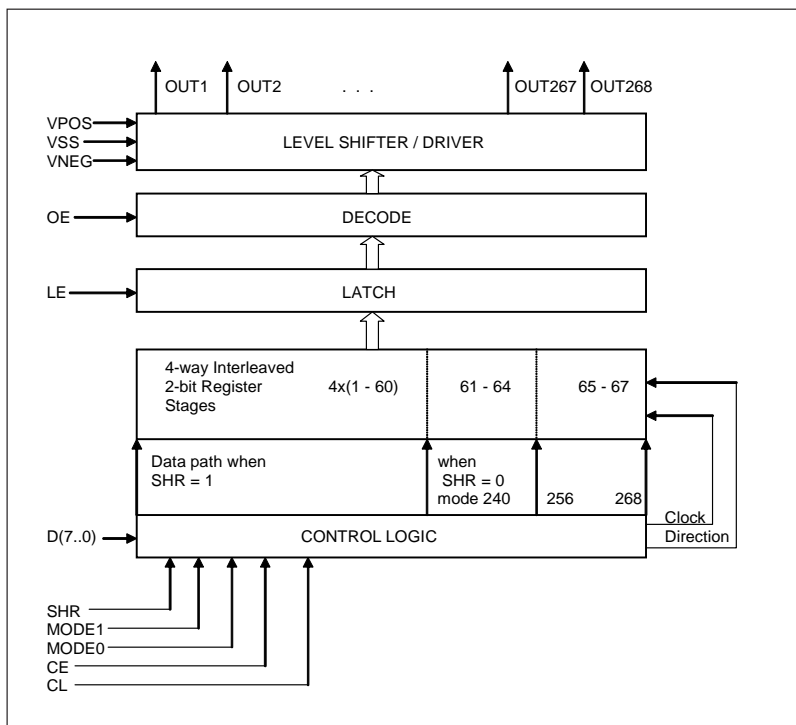 OUT1 OUT2 . . . OUT267 OUT268
VPOS
VSS
VNEG
LEVEL SHIFTER / DRIVER
OE
DECODE
LE
LATCH
4-way Interleaved
2-bit Register
Stages
4x(1 - 60)
61 - 64
65 - 67
Data path when
SHR = 1
when
SHR = 0
mode 240
256
268
Clock
Direction
D(7..0)
CONTROL LOGIC
SHR
MODE1
MODE0
CE
CL